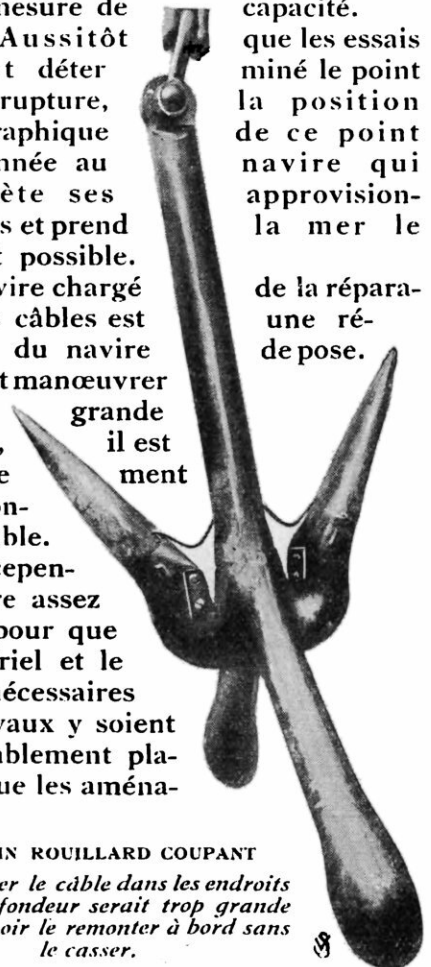 mesure de capacité.
Aussitôt que les essais
t déter miné le point
rupture, la position
raphique de ce point
nnée au navire qui
ète ses approvision-
s et prend la mer le
t possible.
vire chargé de la répara-
câbles est une ré-
du navire de pose.
t manœuvrer
grande
, il est
e ment
on-
ble.
cepen-
re assez
pour que
riel et le
nécessaires
vaux y soient
ablement pla-
ue les aména-
IN ROUILLARD COUPANT
er le câble dans les endroits
fondeur serait trop grande
oir le remonter à bord sans
le casser.